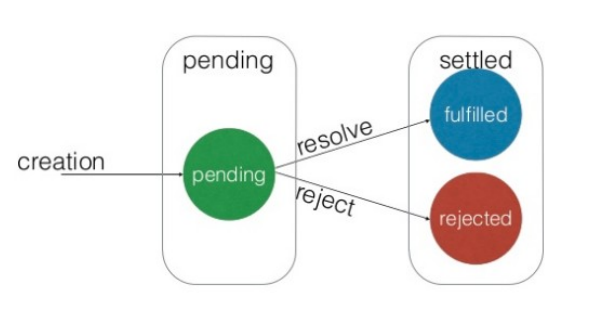 pending
settled
fulfilled
resolve
creation
pending
reject
rejected